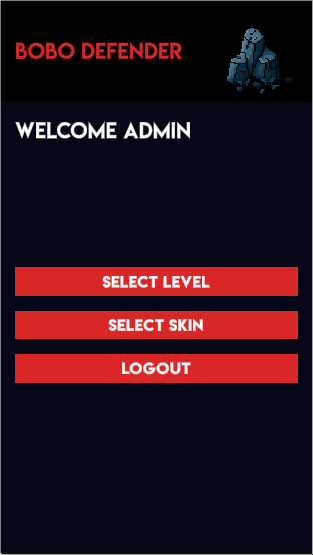 BOBO DEFENDER
WELCOME ADMIN
SELECT LEVEL
SELECT SKIN
LOGOUT